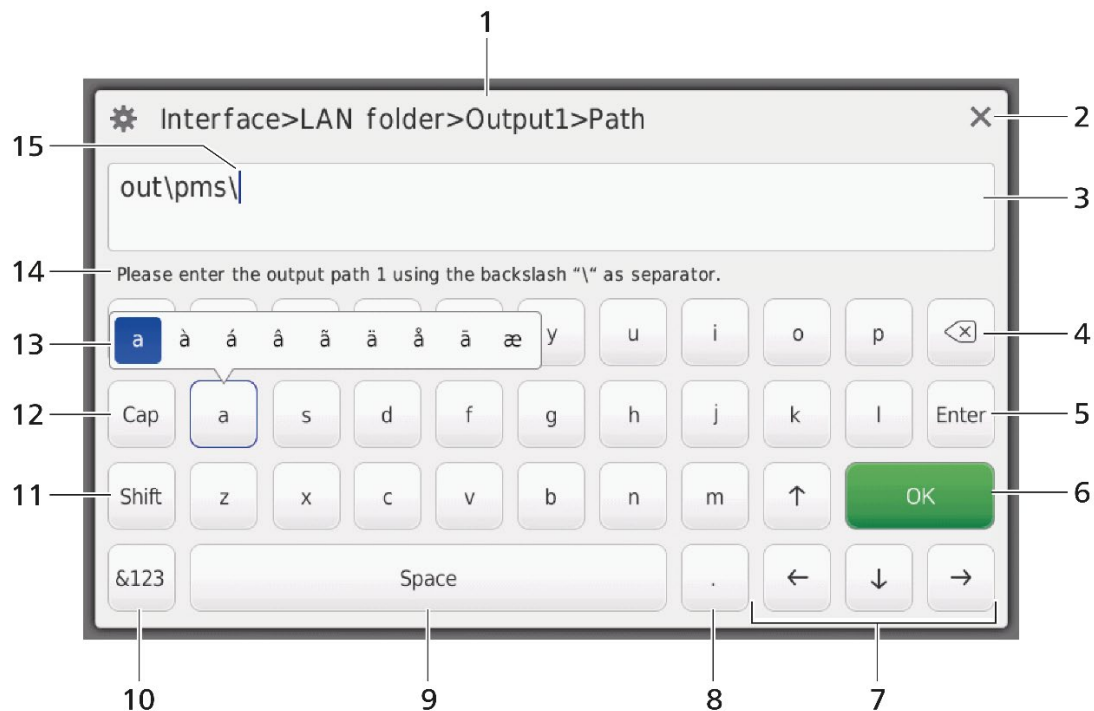 1
Interface>LAN folder>Output1>Path
2
15
out\pms\
3
14 Please enter the output path 1 using the backslash “\“ as separator.
13 a à á â ã ä å ā æ y u i o p 4
12 Cap a s d f g h j k l Enter 5
11 Shift z x c v b n m ↑ OK 6
&123 Space . ← ↓ →
10 9 8 7